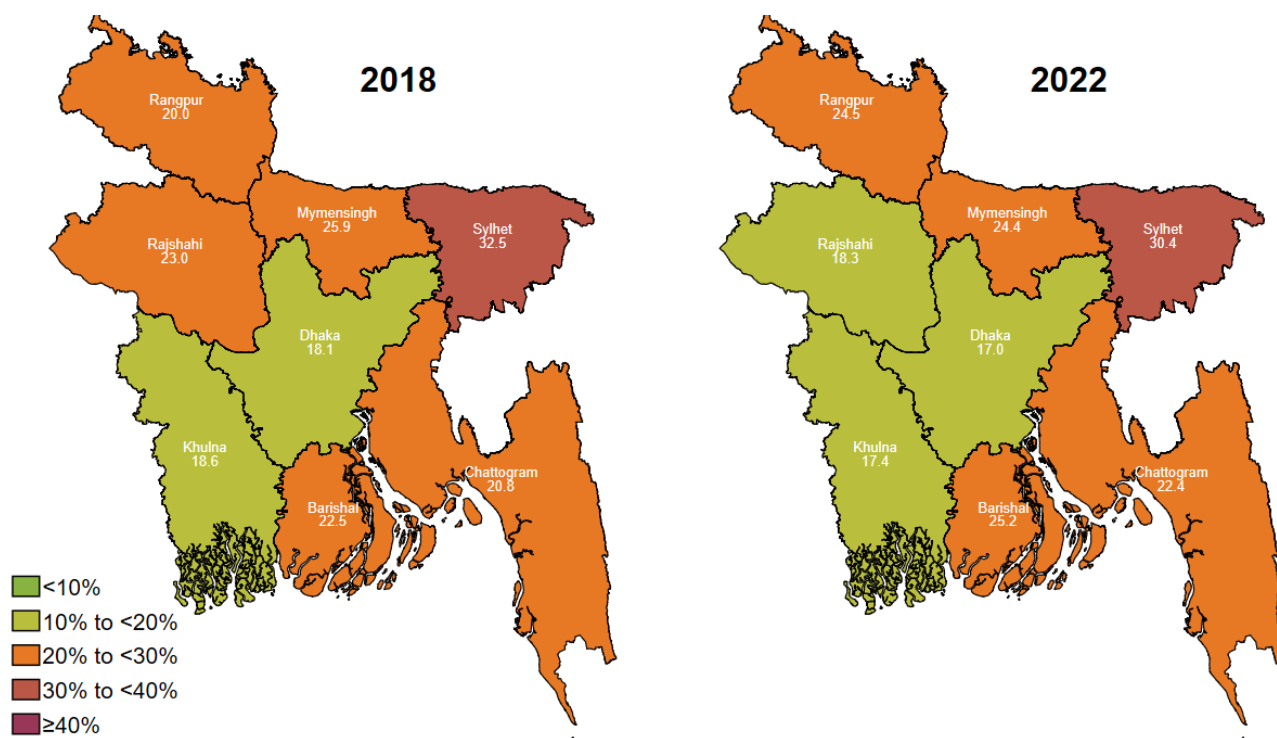 2018
Rangpur
20.0
Mymensingh
25.9
Sylhet
32.5
Rajshahi
23.0
Dhaka
18.1
Khulna
18.6
Chattogram
20.8
Barishal
22.5
<10%
10% to <20%
20% to <30%
30% to <40%
≥40%
2022
Rangpur
24.5
Mymensingh
24.4
Sylhet
30.4
Rajshahi
18.3
Dhaka
17.0
Khulna
17.4
Chattogram
22.4
Barishal
25.2